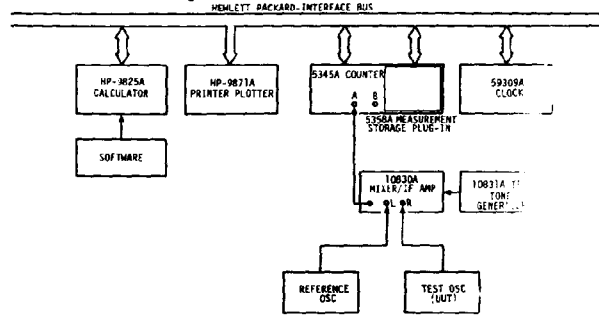 HEWLETT PACKARD-INTERFACE BUS
HP-9825A
CALCULATOR
HP-9871A
PRINTER PLOTTER
5345A COUNTER
A B
5358A MEASUREMENT
STORAGE PLUG-IN
59309A
CLOCK
SOFTWARE
10830A
MIXER/IF AMP
L R
10831A
TONE
REFERENCE
OSC
TEST OSC
(UUT)